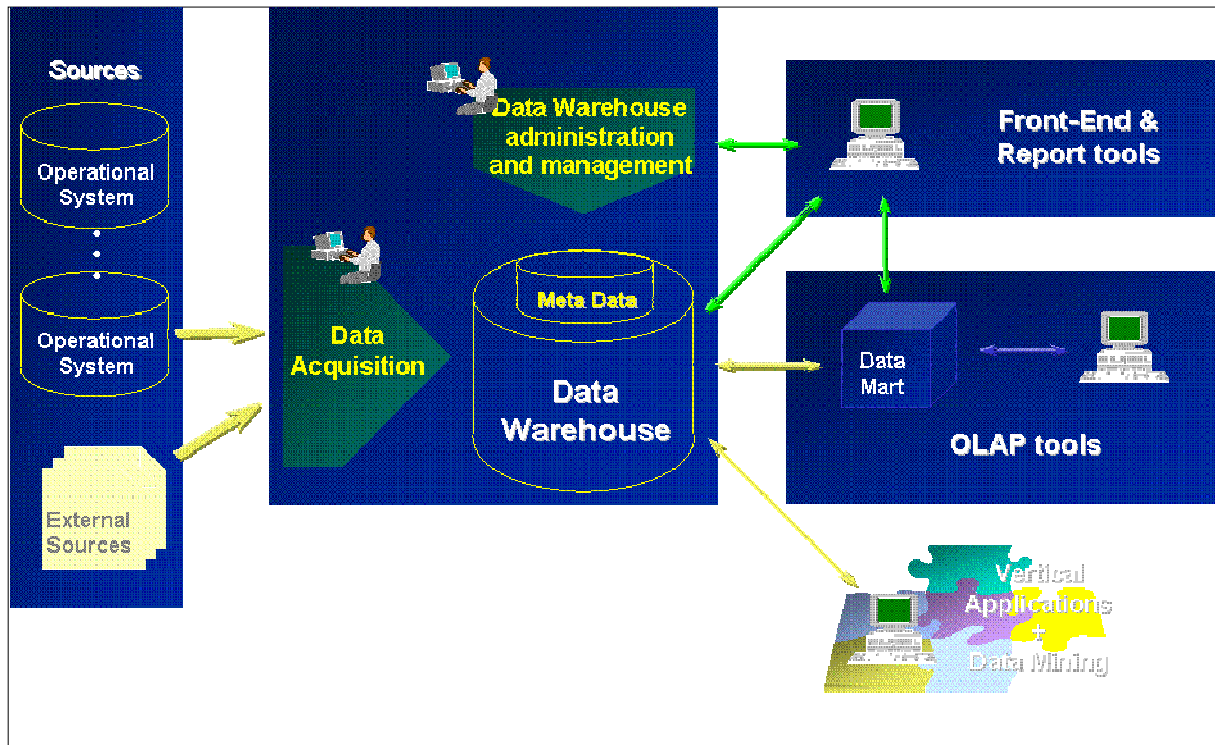 Sources
Operational
System
Operational
System
External
Sources
Data Warehouse
administration
and management
Data
Acquisition
Meta Data
Data
Warehouse
Front-End &
Report tools
Data
Mart
OLAP tools
Vertical
Applications
+
Data Mining